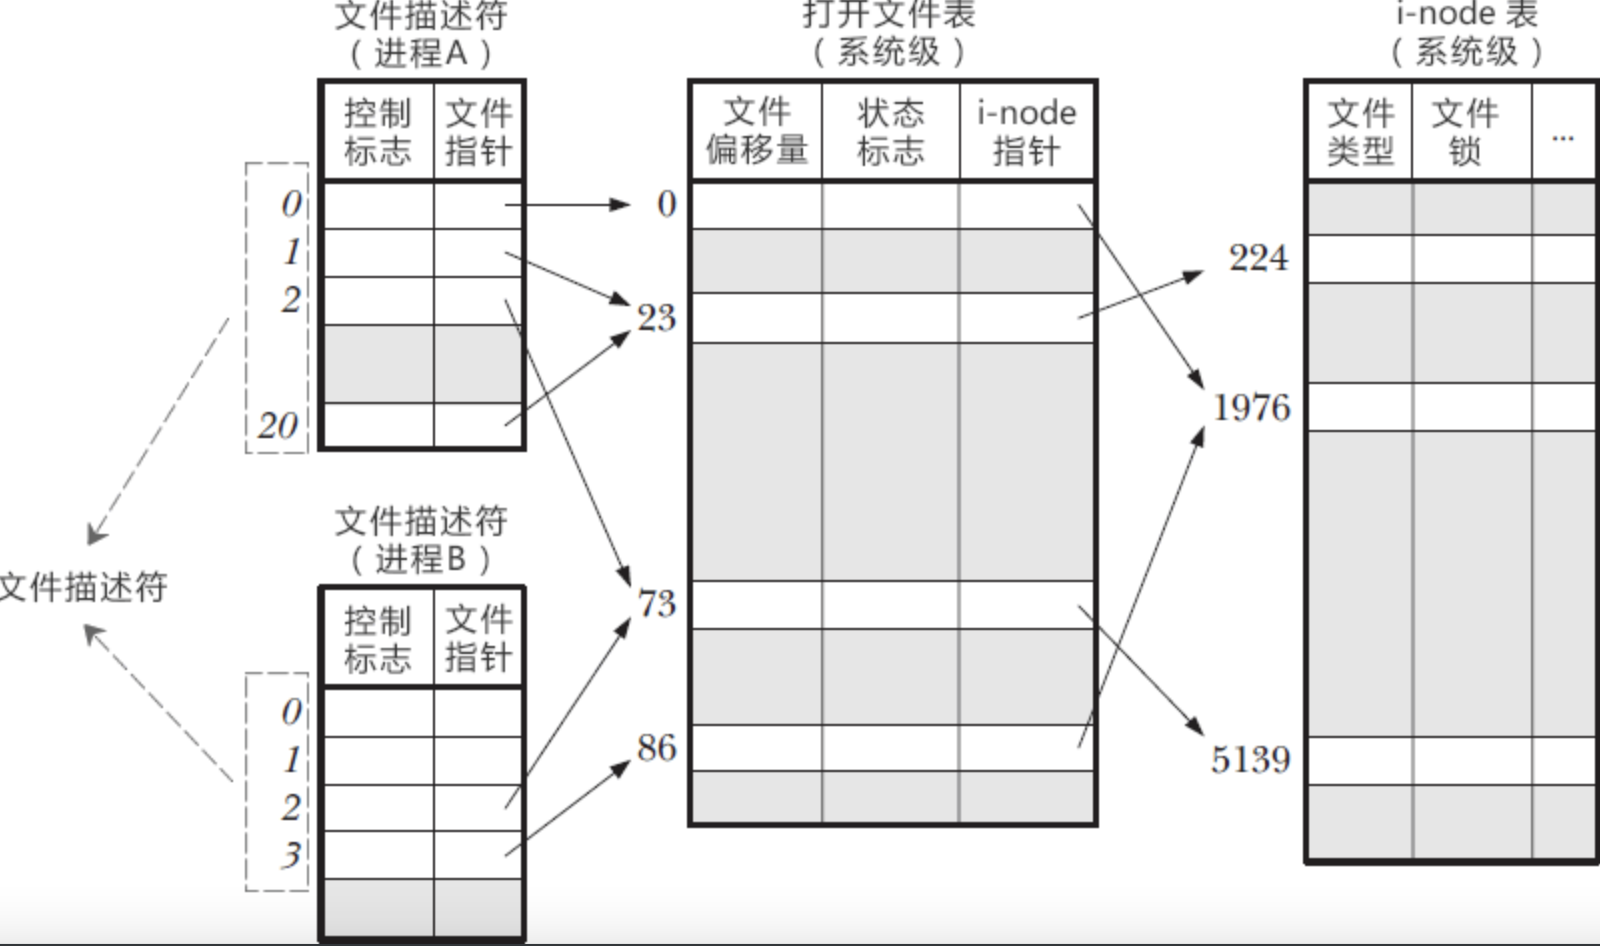 文件描述符
（进程A）
控制
标志
文件
指针
0
1
2
20
文件描述符
文件描述符
（进程B）
控制
标志
文件
指针
0
1
2
3
打开文件表
（系统级）
文件
偏移量
状态
标志
i-node
指针
0
23
73
86
i-node 表
（系统级）
文件
类型
文件
锁
...
224
1976
5139